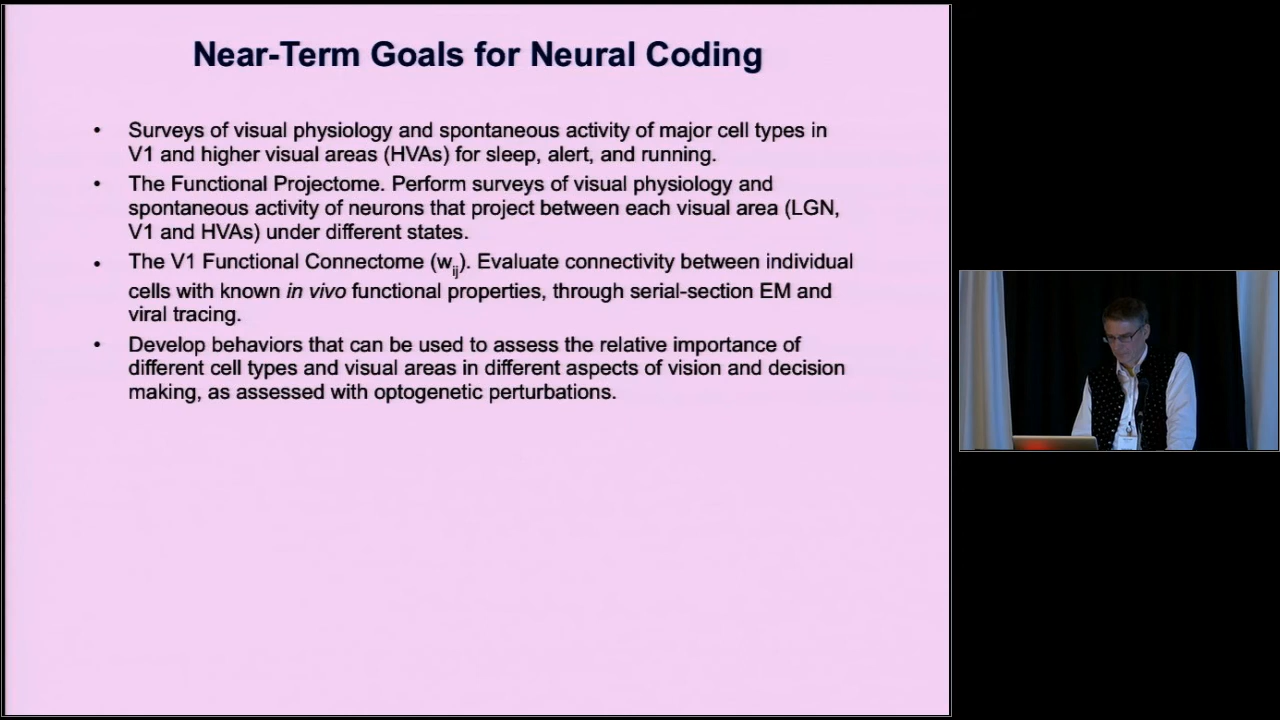 Near-Term Goals for Neural Coding
• Surveys of visual physiology and spontaneous activity of major cell types in
V1 and higher visual areas (HVAs) for sleep, alert, and running.
• The Functional Projectome. Perform surveys of visual physiology and
spontaneous activity of neurons that project between each visual area (LGN,
V1 and HVAs) under different states.
• The V1 Functional Connectome (wij). Evaluate connectivity between individual
cells with known in vivo functional properties, through serial-section EM and
viral tracing.
• Develop behaviors that can be used to assess the relative importance of
different cell types and visual areas in different aspects of vision and decision
making, as assessed with optogenetic perturbations.